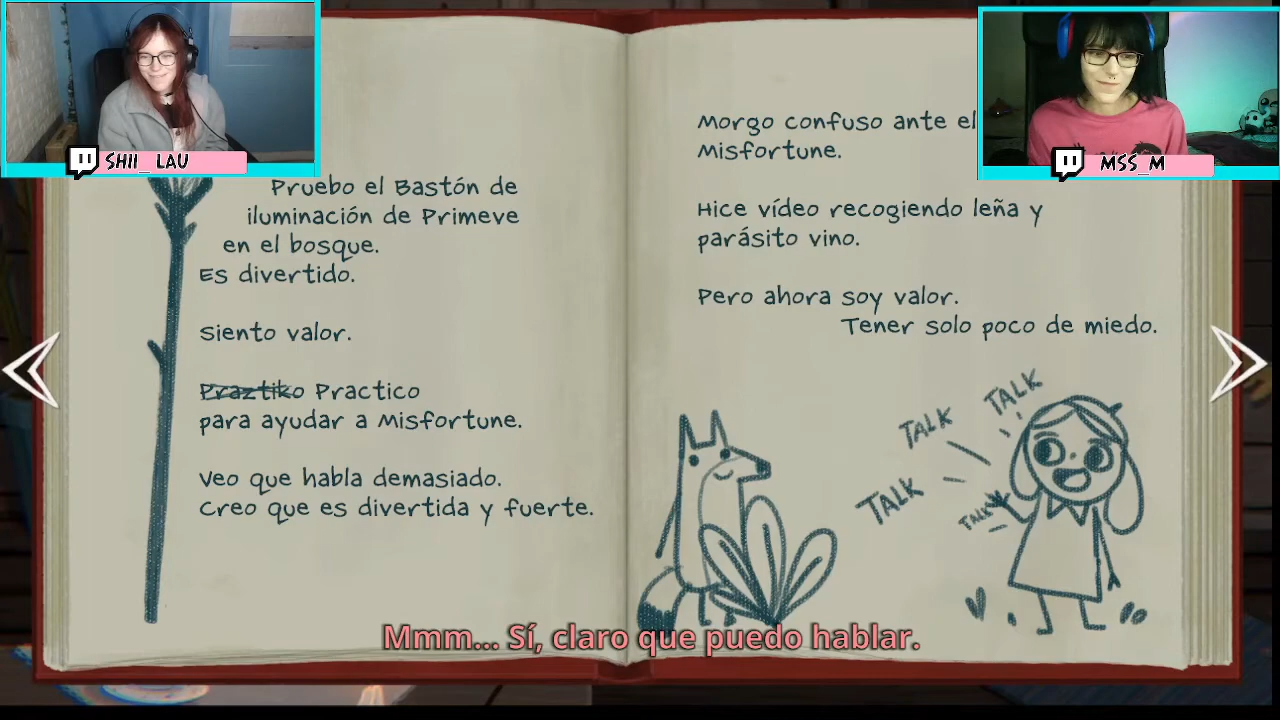 SHII_ LAU
MSS_M
Pruebo el Bastón de
iluminación de Primeve
en el bosque.
Es divertido.
Siento valor.
Praztiko Practico
para ayudar a Misfortune.
Veo que habla demasiado.
Creo que es divertida y fuerte.
Morgo confuso ante el
Misfortune.
Hice vídeo recogiendo leña y
parásito vino.
Pero ahora soy valor.
Tener solo poco de miedo.
TALK
TALK
TALK
TALK
Mmm... Sí, claro que puedo hablar.